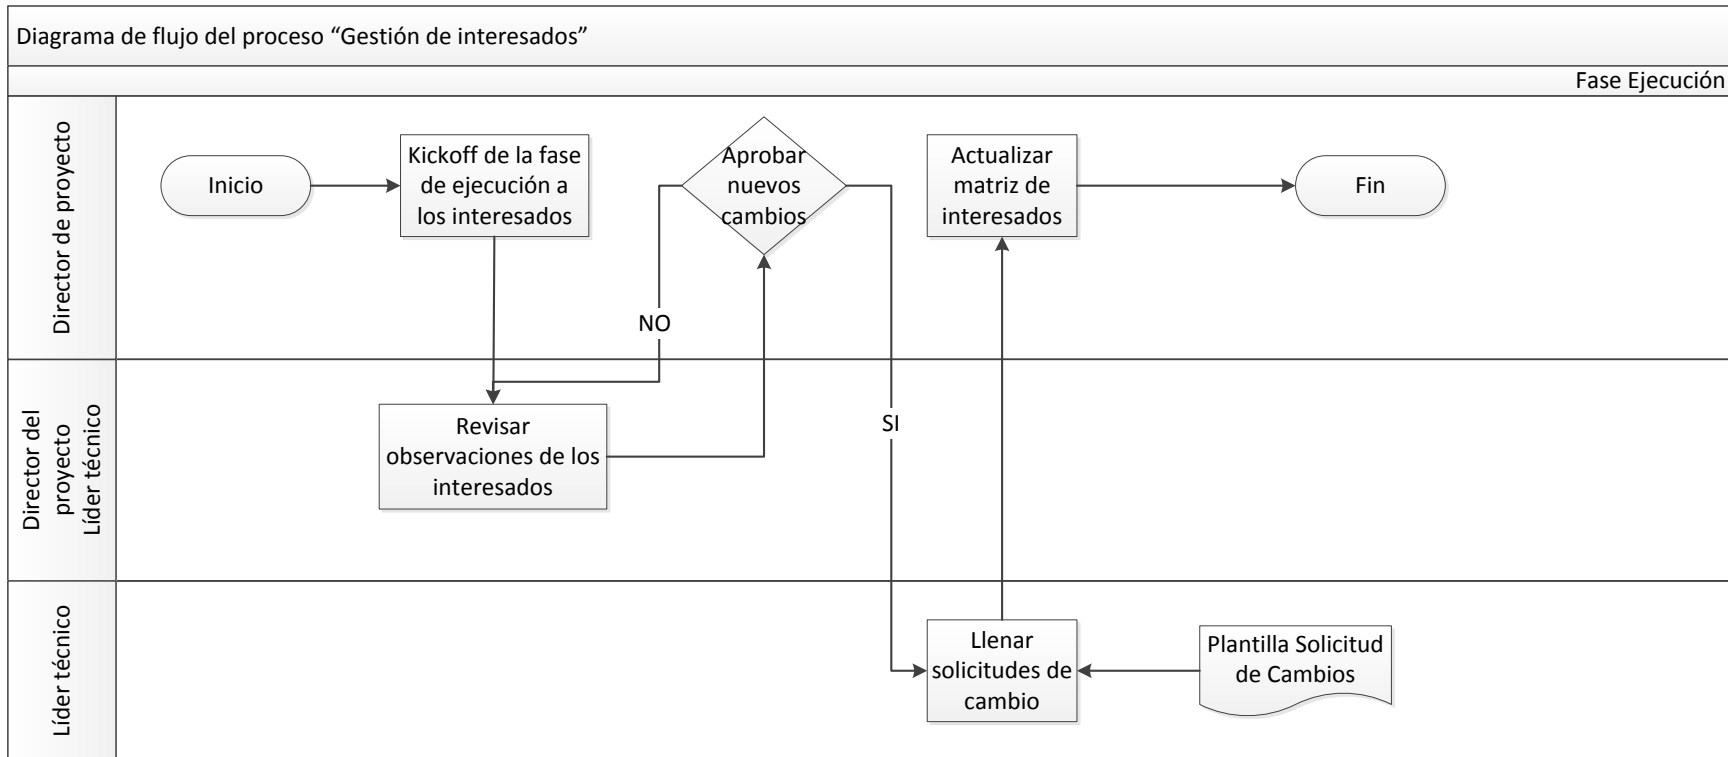 Diagrama de flujo del proceso “Gestión de interesados”
Fase Ejecución
Director de proyecto
Inicio
Kickoff de la fase
de ejecución a
los interesados
Aprobar
nuevos
cambios
Actualizar
matriz de
interesados
Fin
NO
Director del
proyecto
Líder técnico
Revisar
observaciones de los
interesados
SI
Líder técnico
Llenar
solicitudes de
cambio
Plantilla Solicitud
de Cambios